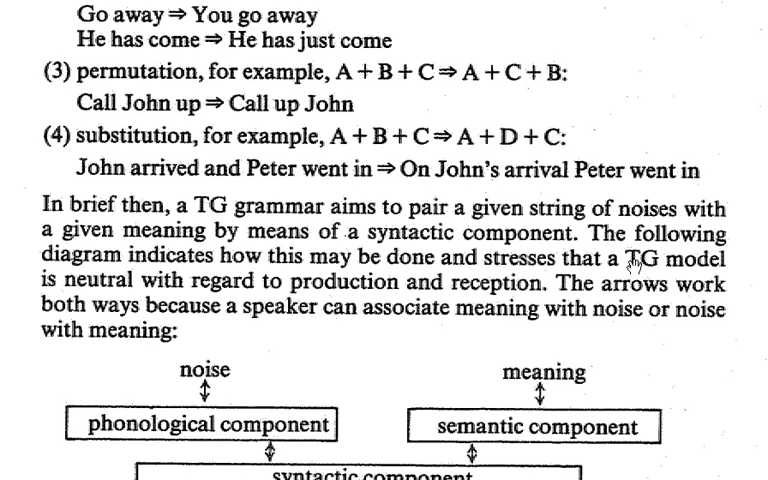 Go away ⇒ You go away
He has come ⇒ He has just come
(3) permutation, for example, A + B + C ⇒ A + C + B:
Call John up ⇒ Call up John
(4) substitution, for example, A + B + C ⇒ A + D + C:
John arrived and Peter went in ⇒ On John's arrival Peter went in
In brief then, a TG grammar aims to pair a given string of noises with
a given meaning by means of a syntactic component. The following
diagram indicates how this may be done and stresses that a TG model
is neutral with regard to production and reception. The arrows work
both ways because a speaker can associate meaning with noise or noise
with meaning:
noise meaning
phonological component semantic component
syntactic component